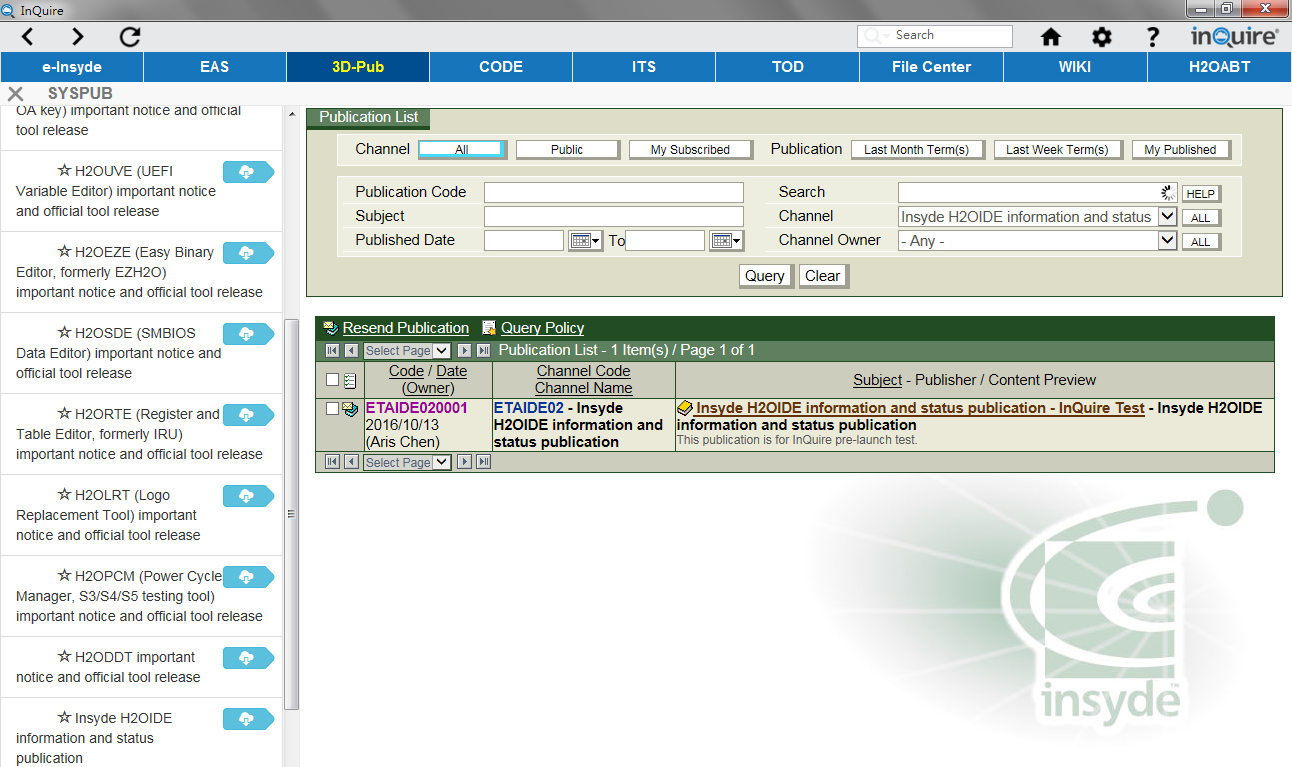 InQuire
Search
inQuire®
e-Insyde
EAS
3D-Pub
CODE
ITS
TOD
File Center
WIKI
H2OABT
SYSPUB
OA key) important notice and official
tool release
H2OUVE (UEFI
Variable Editor) important notice
and official tool release
H2OEZE (Easy Binary
Editor, formerly EZH2O)
important notice and official tool release
H2OSDE (SMBIOS
Data Editor) important notice and
official tool release
H2ORTE (Register and
Table Editor, formerly IRU)
important notice and official tool release
H2OLRT (Logo
Replacement Tool) important
notice and official tool release
H2OPCM (Power Cycle
Manager, S3/S4/S5 testing tool)
important notice and official tool release
H2ODDT important
notice and official tool release
Insyde H2OIDE
information and status
publication
Publication List
Channel All Public My Subscribed Publication Last Month Term(s) Last Week Term(s) My Published
Publication Code
Search HELP
Subject
Channel Insyde H2OIDE information and status ALL
Published Date To
Channel Owner - Any - ALL
Query Clear
Resend Publication Query Policy
Select Page Publication List - 1 Item(s) / Page 1 of 1
Code / Date
(Owner)
Channel Code
Channel Name
Subject - Publisher / Content Preview
ETAIDE020001
2016/10/13
(Aris Chen)
ETAIDE02 - Insyde
H2OIDE information and
status publication
Insyde H2OIDE information and status publication - InQuire Test - Insyde H2OIDE
information and status publication
This publication is for InQuire pre-launch test.
Select Page
insyde™